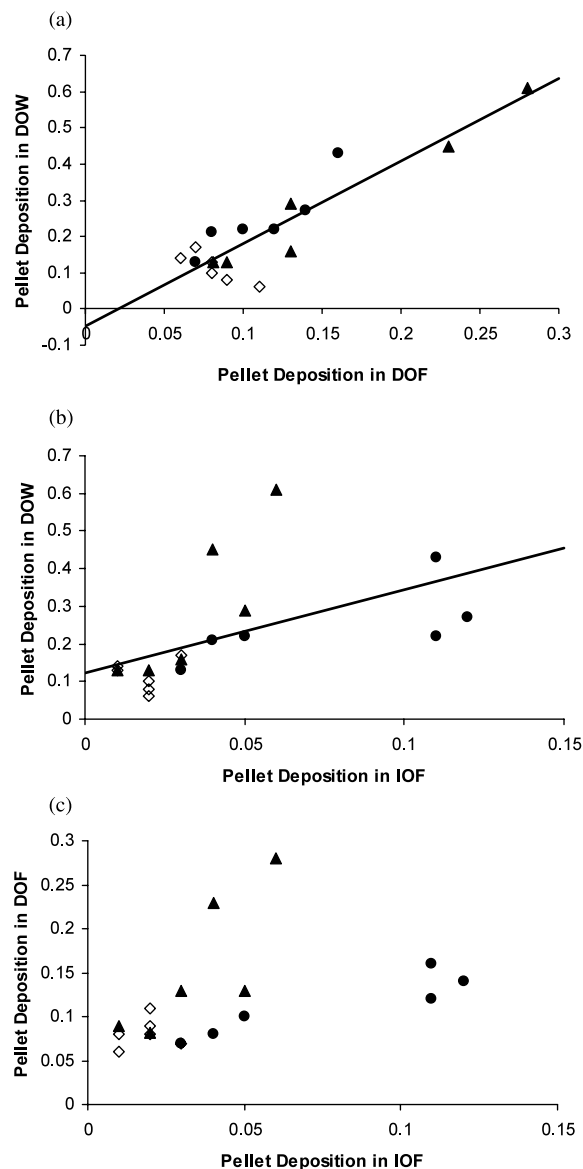 (a)
0.7
0.6
0.5
0.4
0.3
0.2
0.1
0
-0.1
Pellet Deposition in DOW
0 0.05 0.1 0.15 0.2 0.25 0.3
Pellet Deposition in DOF
(b)
0.7
0.6
0.5
0.4
0.3
0.2
0.1
0
Pellet Deposition in DOW
0 0.05 0.1 0.15
Pellet Deposition in IOF
(c)
0.3
0.25
0.2
0.15
0.1
0.05
0
Pellet Deposition in DOF
0 0.05 0.1 0.15
Pellet Deposition in IOF